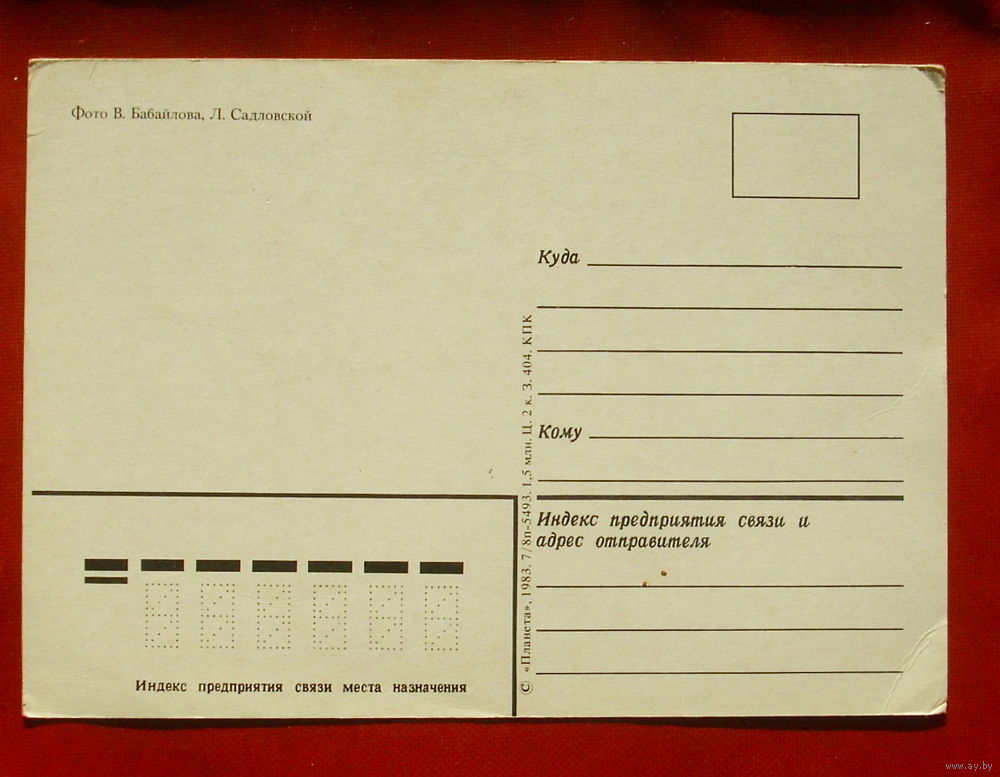 Фото В. Бабайлова, Л. Садловской
Куда
Кому
Индекс предприятия связи и
адрес отправителя
© «Планета», 1983. 7/8п-5493. 1,5 млн. Ц. 2 к. З. 404. КПК
Индекс предприятия связи места назначения
www.ay.by